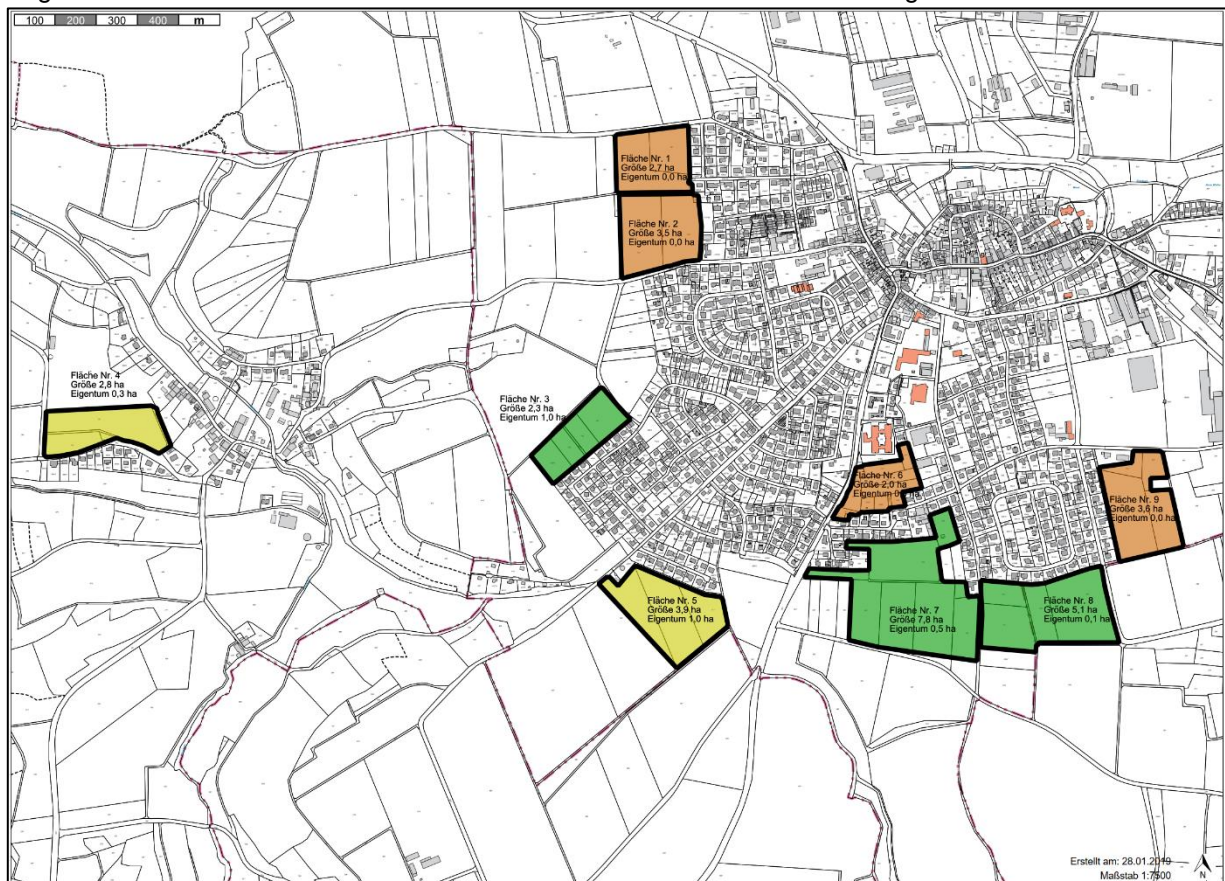 100 200 300 400 m
Fläche Nr. 1
Größe 2,7 ha
Eigentum 0,0 ha
Fläche Nr. 2
Größe 3,5 ha
Eigentum 0,0 ha
Fläche Nr. 4
Größe 2,8 ha
Eigentum 0,3 ha
Fläche Nr. 3
Größe 2,3 ha
Eigentum 1,0 ha
Fläche Nr. 6
Größe 2,0 ha
Eigentum
Fläche Nr. 9
Größe 3,6 ha
Eigentum 0,0 ha
Fläche Nr. 5
Größe 3,9 ha
Eigentum 1,0 ha
Fläche Nr. 7
Größe 7,8 ha
Eigentum 0,5 ha
Fläche Nr. 8
Größe 5,1 ha
Eigentum 0,1 ha
Erstellt am: 28.01.2019
Maßstab 1:7500
N